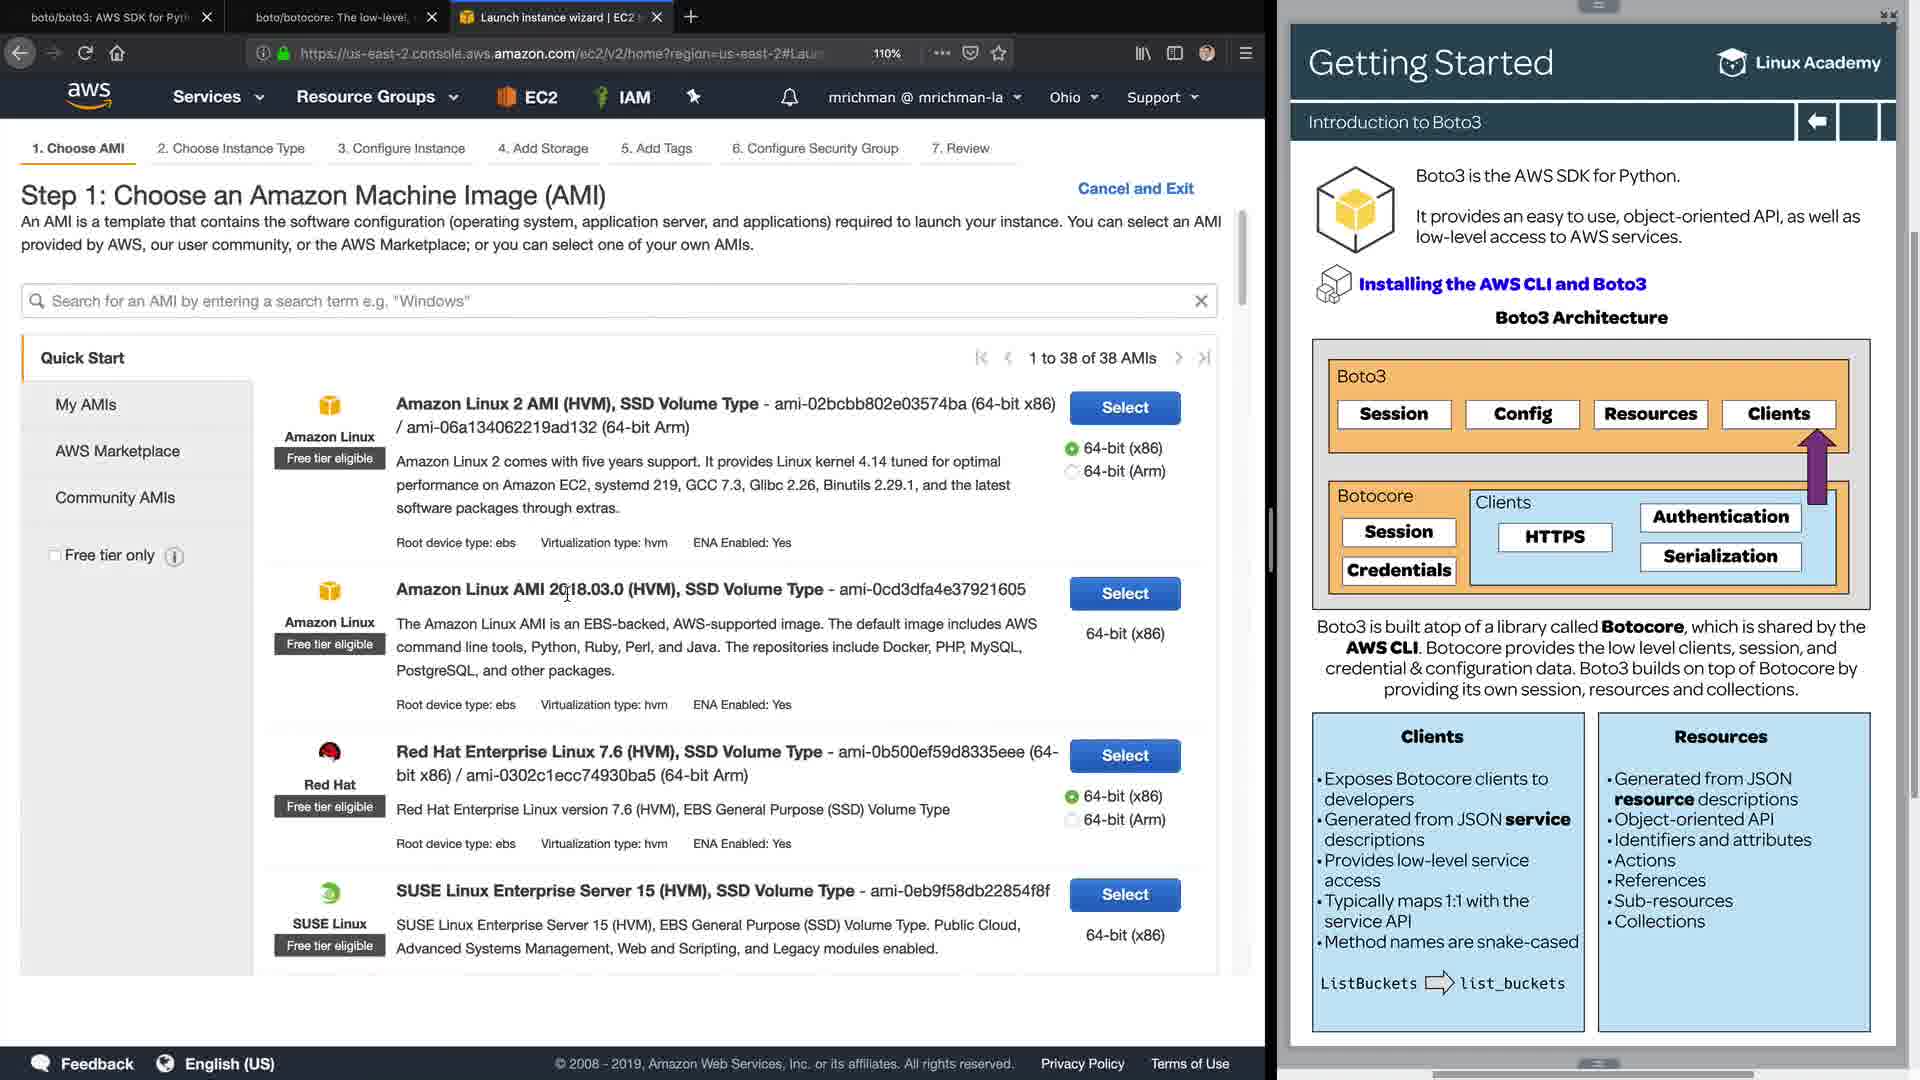 boto/boto3: AWS SDK for Pyth
boto/botocore: The low-level,
Launch instance wizard | EC2
https://us-east-2.console.aws.amazon.com/ec2/v2/home?region=us-east-2#Lau
110%
aws
Services
Resource Groups
EC2
IAM
mrichman @ mrichman-la
Ohio
Support
1. Choose AMI
2. Choose Instance Type
3. Configure Instance
4. Add Storage
5. Add Tags
6. Configure Security Group
7. Review
Step 1: Choose an Amazon Machine Image (AMI)
Cancel and Exit
An AMI is a template that contains the software configuration (operating system, application server, and applications) required to launch your instance. You can select an AMI
provided by AWS, our user community, or the AWS Marketplace; or you can select one of your own AMIs.
Search for an AMI by entering a search term e.g. "Windows"
Quick Start
My AMIs
AWS Marketplace
Community AMIs
Free tier only
1 to 38 of 38 AMIs
Amazon Linux
Free tier eligible
Amazon Linux 2 AMI (HVM), SSD Volume Type - ami-02bcbb802e03574ba (64-bit x86)
/ ami-06a134062219ad132 (64-bit Arm)
Amazon Linux 2 comes with five years support. It provides Linux kernel 4.14 tuned for optimal
performance on Amazon EC2, systemd 219, GCC 7.3, Glibc 2.26, Binutils 2.29.1, and the latest
software packages through extras.
Root device type: ebs Virtualization type: hvm ENA Enabled: Yes
Select
64-bit (x86)
64-bit (Arm)
Amazon Linux
Free tier eligible
Amazon Linux AMI 2018.03.0 (HVM), SSD Volume Type - ami-0cd3dfa4e37921605
The Amazon Linux AMI is an EBS-backed, AWS-supported image. The default image includes AWS
command line tools, Python, Ruby, Perl, and Java. The repositories include Docker, PHP, MySQL,
PostgreSQL, and other packages.
Root device type: ebs Virtualization type: hvm ENA Enabled: Yes
Select
64-bit (x86)
Red Hat
Free tier eligible
Red Hat Enterprise Linux 7.6 (HVM), SSD Volume Type - ami-0b500ef59d8335eee (64-
bit x86) / ami-0302c1ecc74930ba5 (64-bit Arm)
Red Hat Enterprise Linux version 7.6 (HVM), EBS General Purpose (SSD) Volume Type
Root device type: ebs Virtualization type: hvm ENA Enabled: Yes
Select
64-bit (x86)
64-bit (Arm)
SUSE Linux
Free tier eligible
SUSE Linux Enterprise Server 15 (HVM), SSD Volume Type - ami-0eb9f58db22854f8f
SUSE Linux Enterprise Server 15 (HVM), EBS General Purpose (SSD) Volume Type. Public Cloud,
Advanced Systems Management, Web and Scripting, and Legacy modules enabled.
Select
64-bit (x86)
Feedback
English (US)
© 2008 - 2019, Amazon Web Services, Inc. or its affiliates. All rights reserved.
Privacy Policy
Terms of Use
Getting Started
Linux Academy
Introduction to Boto3
Boto3 is the AWS SDK for Python.
It provides an easy to use, object-oriented API, as well as
low-level access to AWS services.
Installing the AWS CLI and Boto3
Boto3 Architecture
Boto3
Session
Config
Resources
Clients
Botocore
Session
Credentials
Clients
HTTPS
Authentication
Serialization
Boto3 is built atop of a library called Botocore, which is shared by the
AWS CLI. Botocore provides the low level clients, session, and
credential & configuration data. Boto3 builds on top of Botocore by
providing its own session, resources and collections.
Clients
•Exposes Botocore clients to
developers
•Generated from JSON service
descriptions
•Provides low-level service
access
•Typically maps 1:1 with the
service API
•Method names are snake-cased
ListBuckets list_buckets
Resources
•Generated from JSON
resource descriptions
•Object-oriented API
•Identifiers and attributes
•Actions
•References
•Sub-resources
•Collections